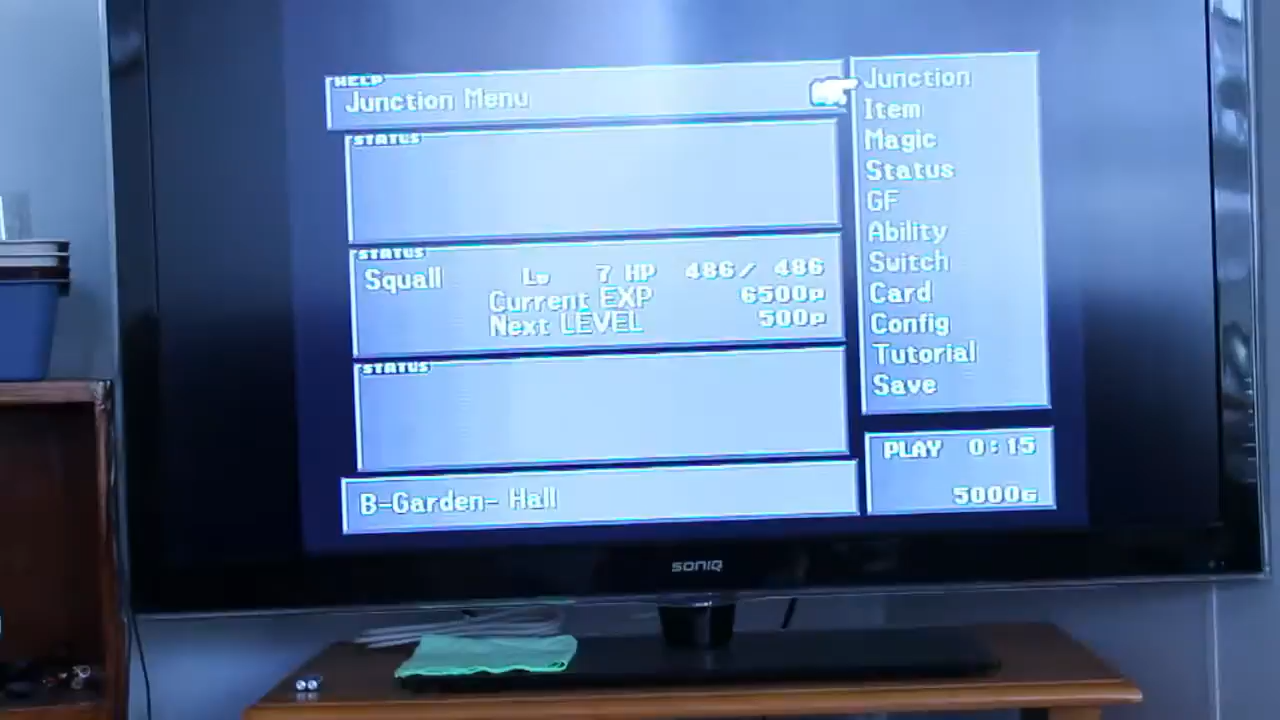 HELP
Junction Menu
STATUS
STATUS
Squall Lv 7 HP 486/ 486
Current EXP 6500p
Next LEVEL 500p
STATUS
B-Garden- Hall
Junction
Item
Magic
Status
GF
Ability
Switch
Card
Config
Tutorial
Save
PLAY 0:15
5000G
SONIQ